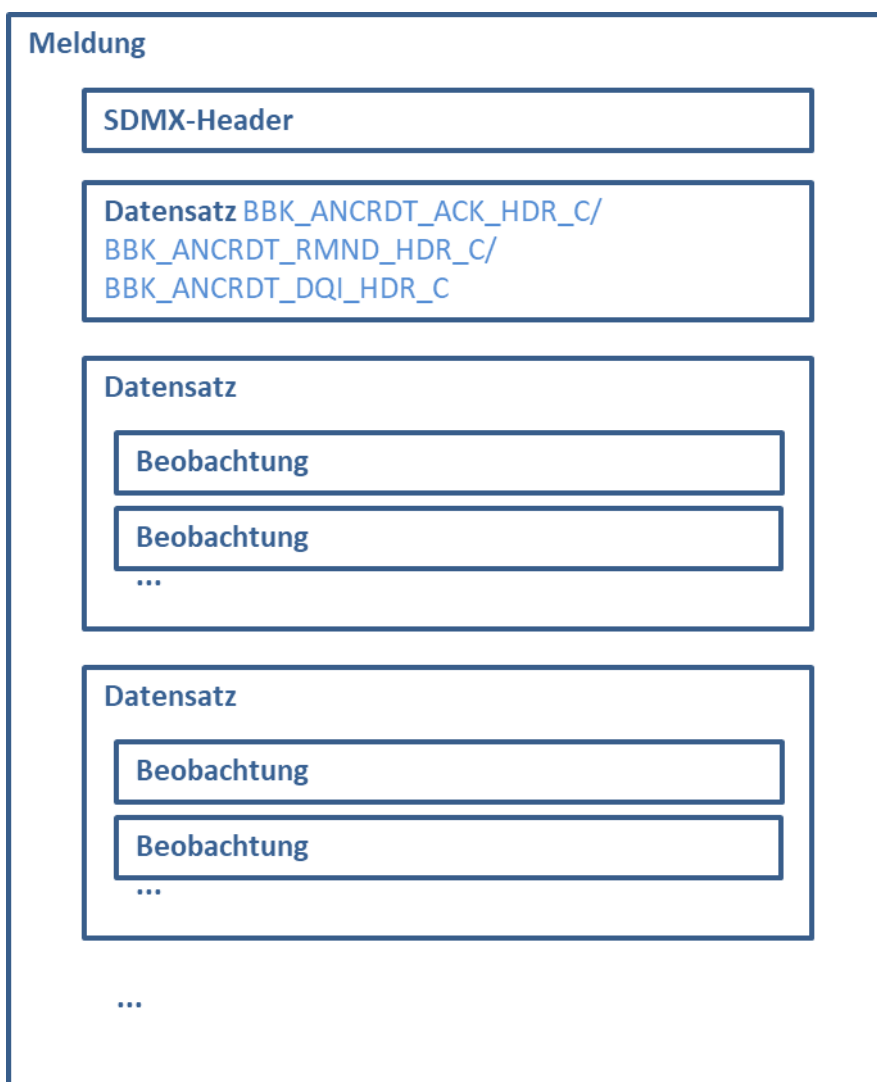 Meldung
SDMX-Header
Datensatz BBK_ANCRDT_ACK_HDR_C/
BBK_ANCRDT_RMND_HDR_C/
BBK_ANCRDT_DQI_HDR_C
Datensatz
Beobachtung
Beobachtung
...
Datensatz
Beobachtung
Beobachtung
...
...